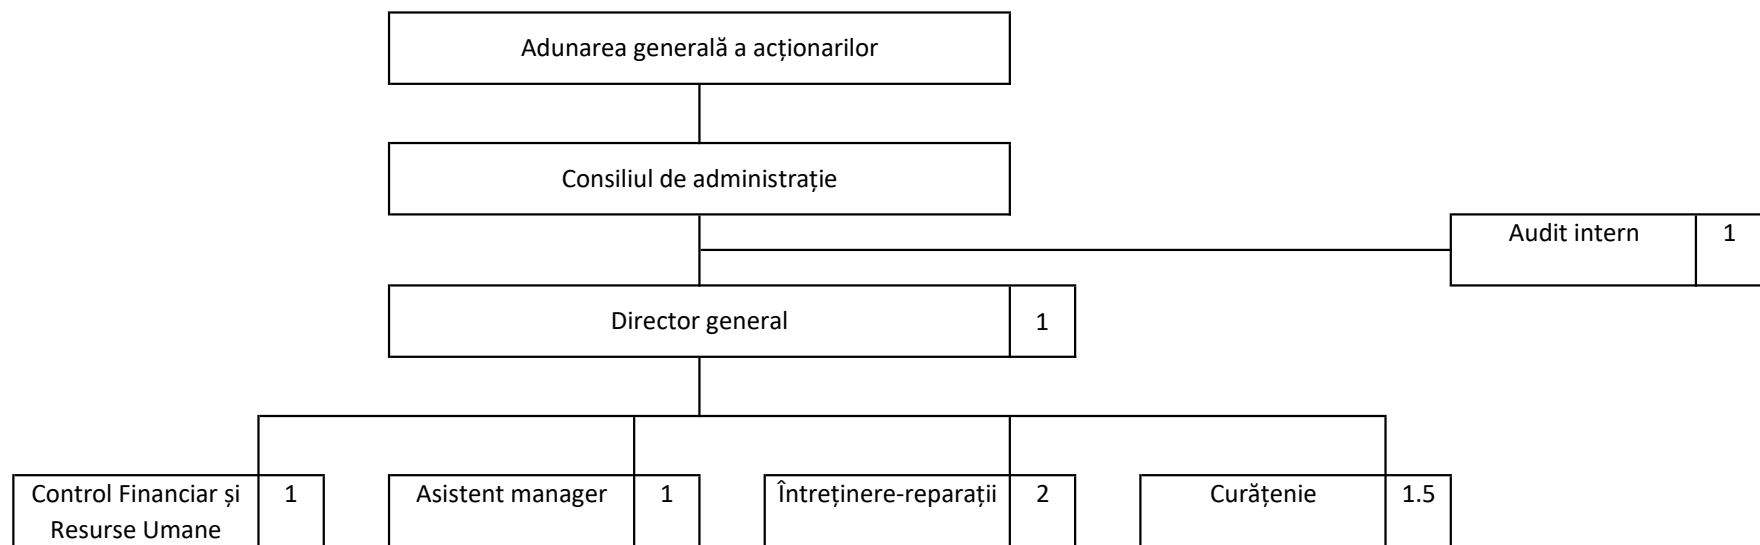 Adunarea generală a acționarilor
Consiliul de administrație
Audit intern 1
Director general 1
Control Financiar și 1
Resurse Umane
Asistent manager 1
Întreținere-reparații 2
Curățenie 1.5